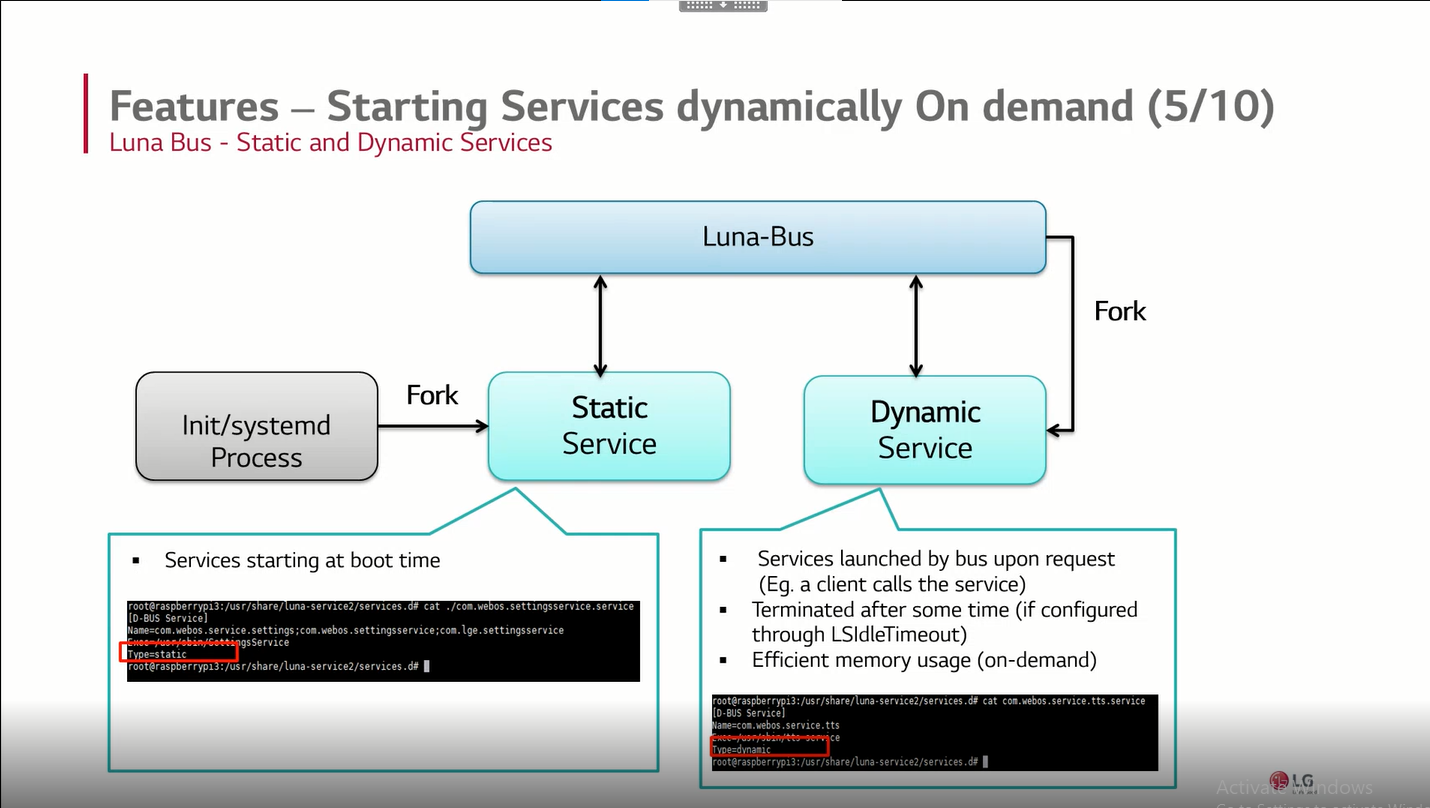 Features – Starting Services dynamically On demand (5/10)
Luna Bus - Static and Dynamic Services
Luna-Bus
Fork
Init/systemd
Process
Fork
Static
Service
Dynamic
Service
▪ Services starting at boot time
root@raspberrypi3:/usr/share/luna-service2/services.d# cat ./com.webos.settingsservice.service
[D-BUS Service]
Name=com.webos.service.settings;com.webos.settingsservice;com.lge.settingsservice
Exec=/usr/sbin/SettingsService
Type=static
root@raspberrypi3:/usr/share/luna-service2/services.d#
▪ Services launched by bus upon request
(Eg. a client calls the service)
▪ Terminated after some time (if configured
through LSIdleTimeout)
▪ Efficient memory usage (on-demand)
root@raspberrypi3:/usr/share/luna-service2/services.d# cat com.webos.service.tts.service
[D-BUS Service]
Name=com.webos.service.tts
Exec=/usr/sbin/tts-service
Type=dynamic
root@raspberrypi3:/usr/share/luna-service2/services.d#
LG
Activate Windows